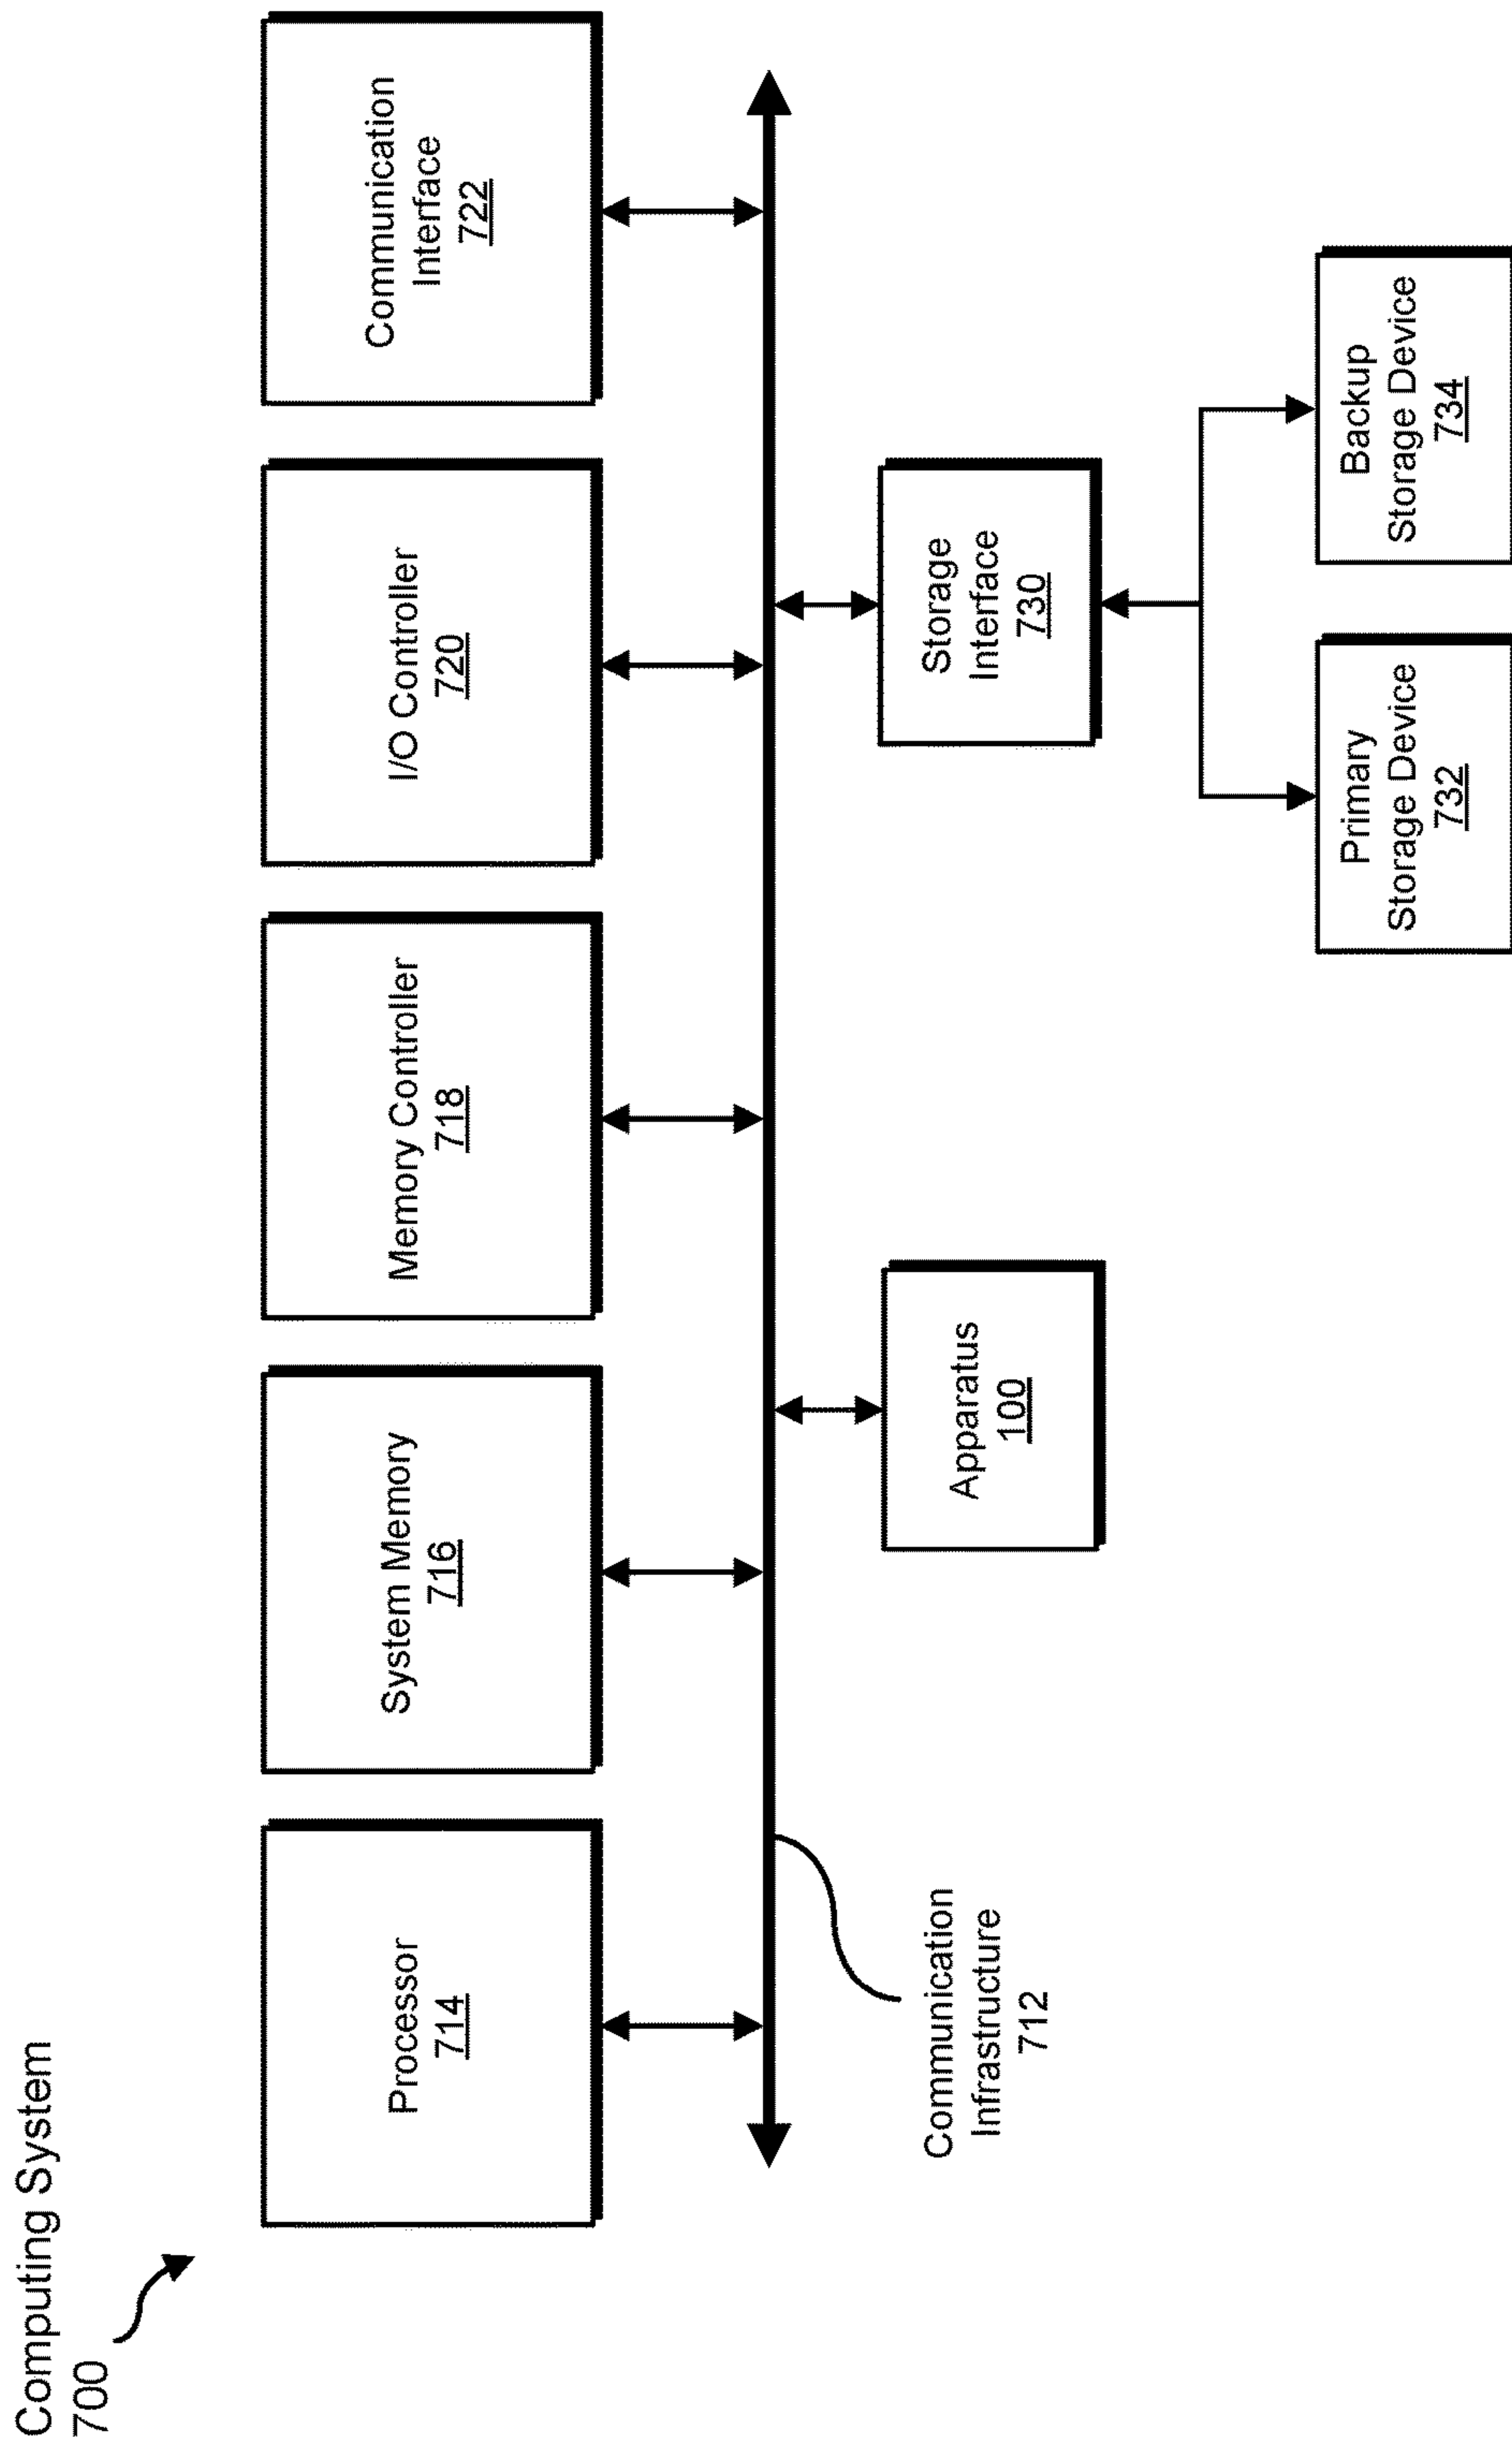 Computing System
700
Processor
714
System Memory
716
Memory Controller
718
I/O Controller
720
Communication
Interface
722
Communication
Infrastructure
712
Apparatus
100
Storage
Interface
730
Primary
Storage Device
732
Backup
Storage Device
734